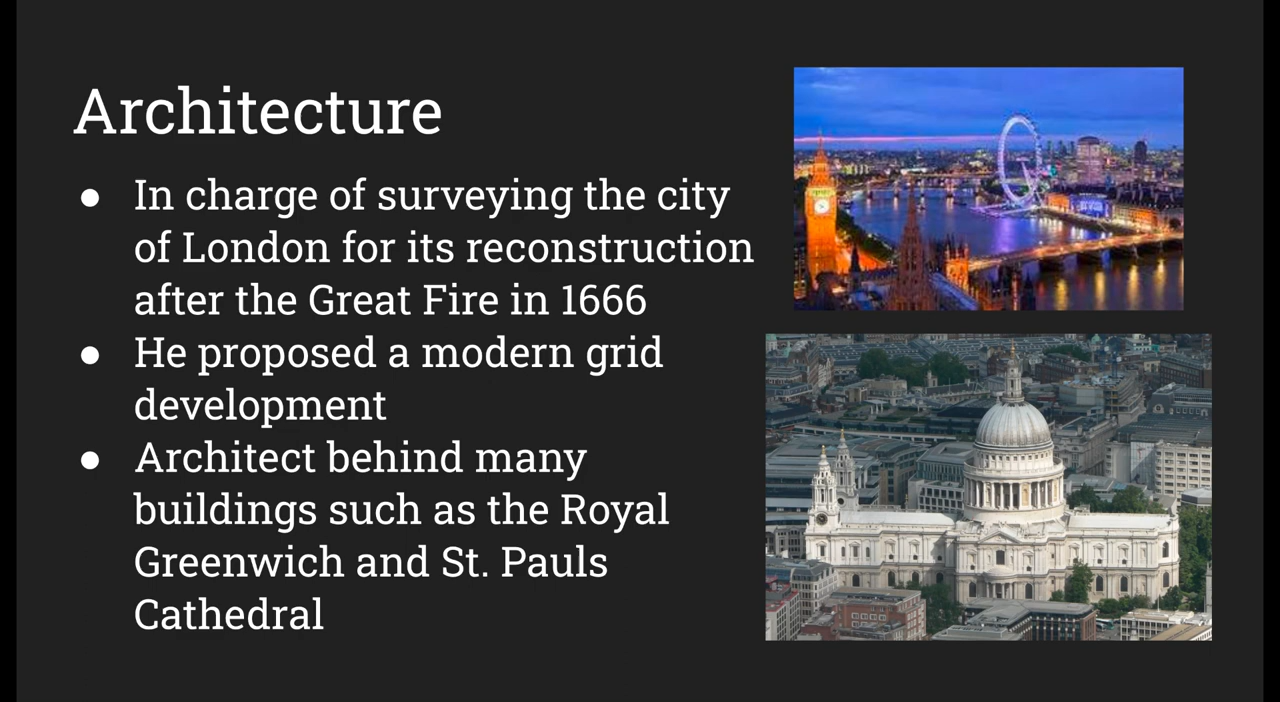 Architecture
● In charge of surveying the city
of London for its reconstruction
after the Great Fire in 1666
● He proposed a modern grid
development
● Architect behind many
buildings such as the Royal
Greenwich and St. Pauls
Cathedral